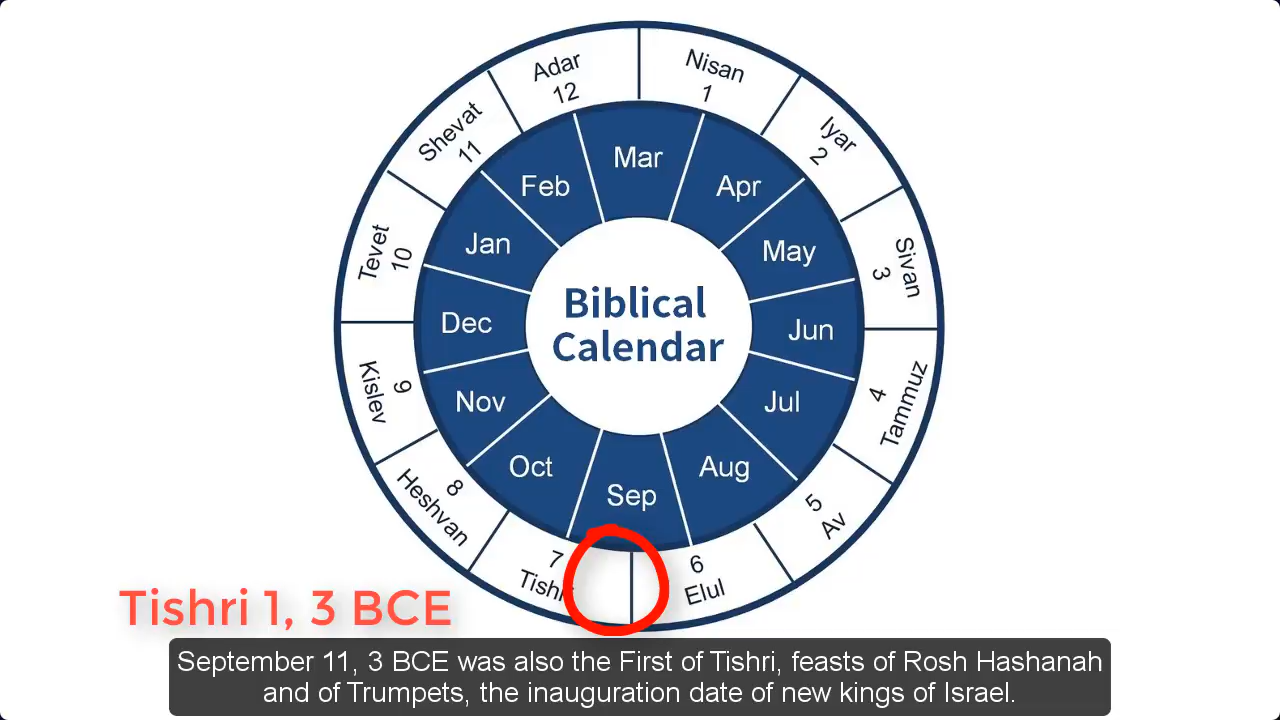 Adar
12
Nisan
1
Shevat
11
Iyar
2
Mar
Feb
Apr
Tevet
10
Jan
May
Sivan
3
Biblical
Calendar
Dec
Jun
Kislev
9
Nov
Jul
4
Tammuz
Oct
Aug
Heshvan
8
Sep
5
Av
7
Tishri
6
Elul
Tishri 1, 3 BCE
September 11, 3 BCE was also the First of Tishri, feasts of Rosh Hashanah
and of Trumpets, the inauguration date of new kings of Israel.